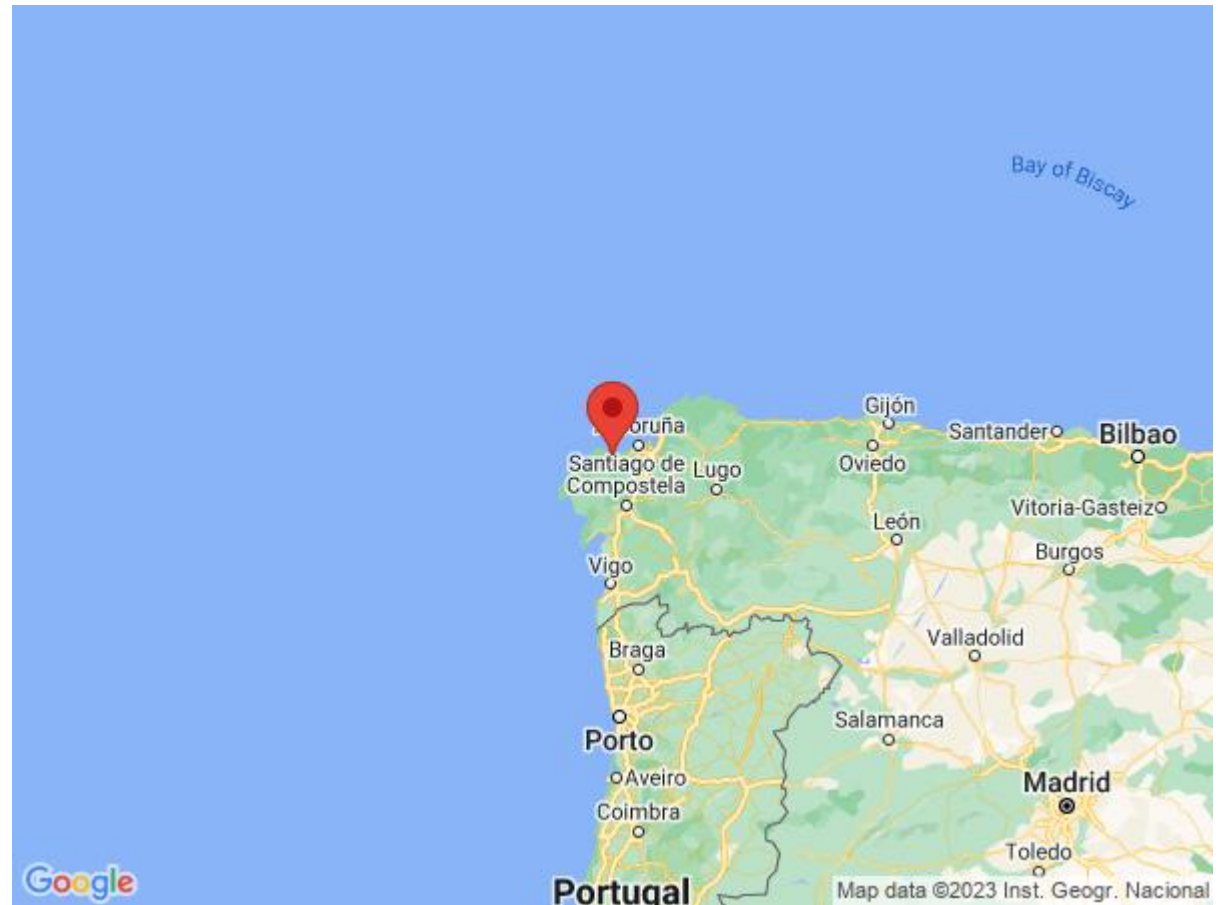 Bay of Biscay
Gijón
oruña
Santander
Bilbao
Santiago de
Compostela
Lugo
Oviedo
Vitoria-Gasteiz
León
Burgos
Vigo
Braga
Valladolid
Porto
Salamanca
Aveiro
Madrid
Coimbra
Toledo
Google
Portugal
Map data ©2023 Inst. Geogr. Nacional